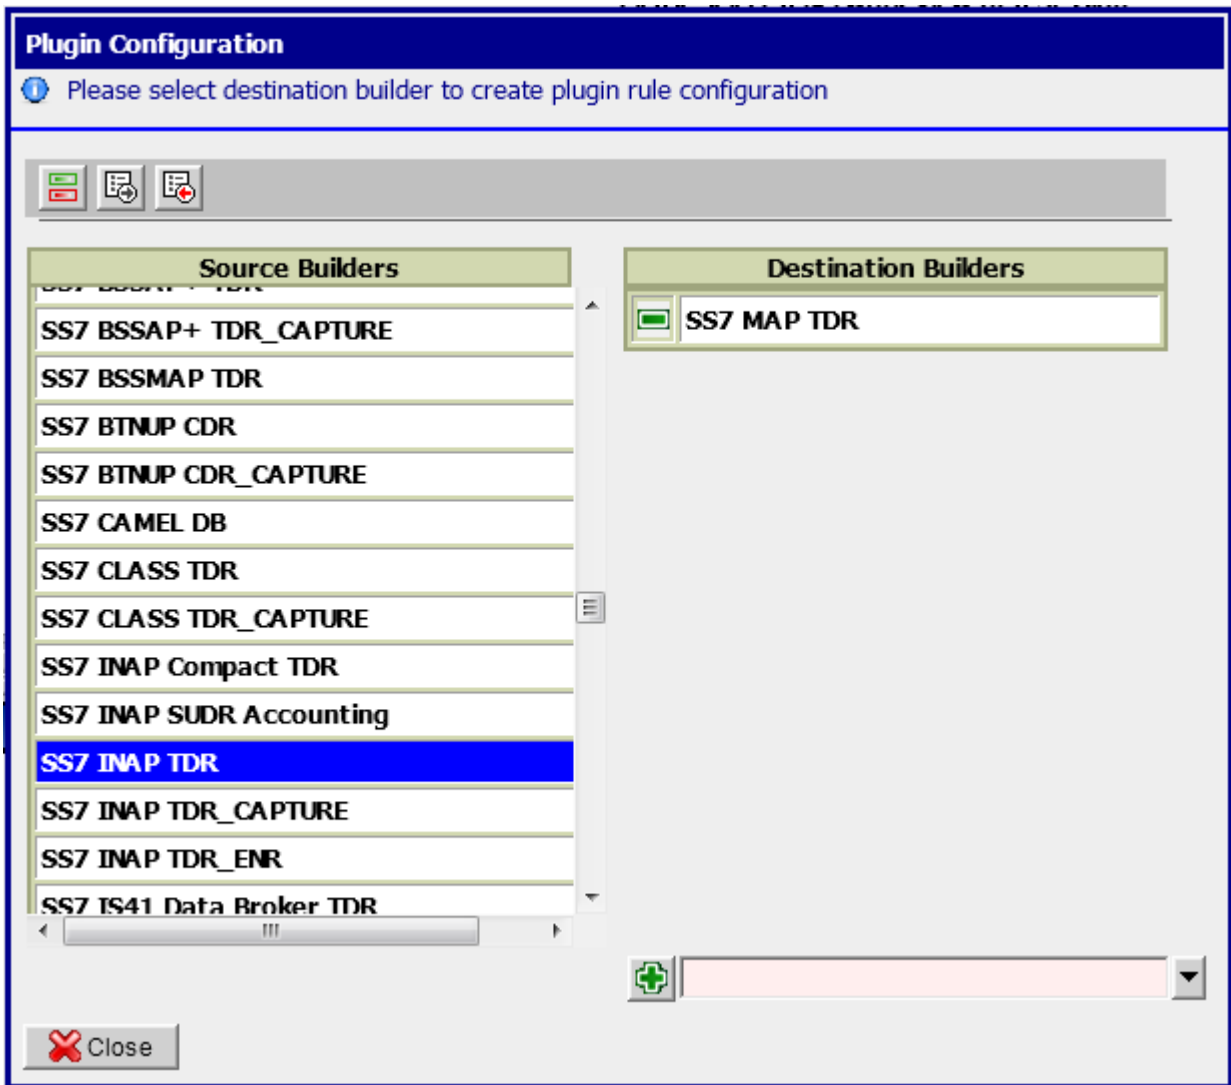 Plugin Configuration
Please select destination builder to create plugin rule configuration
Source Builders
Destination Builders
SS7 BSSAP+ TDR
SS7 MAP TDR
SS7 BSSAP+ TDR_CAPTURE
SS7 BSSMAP TDR
SS7 BTNUP CDR
SS7 BTNUP CDR_CAPTURE
SS7 CAMEL DB
SS7 CLASS TDR
SS7 CLASS TDR_CAPTURE
SS7 INAP Compact TDR
SS7 INAP SUDR Accounting
SS7 INAP TDR
SS7 INAP TDR_CAPTURE
SS7 INAP TDR_ENR
SS7 IS41 Data Broker TDR
Close